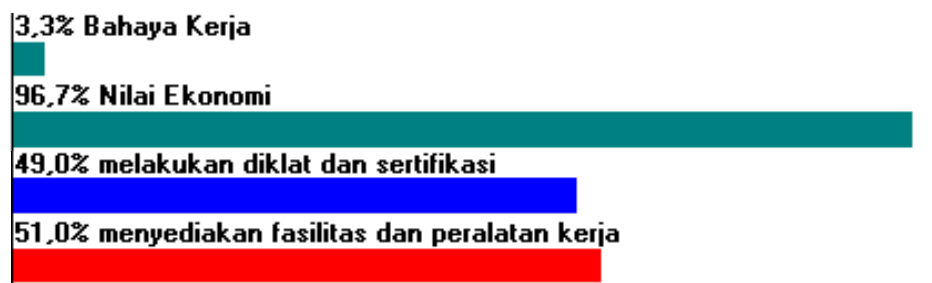 3,3% Bahaya Kerja
96,7% Nilai Ekonomi
49,0% melakukan diklat dan sertifikasi
51,0% menyediakan fasilitas dan peralatan kerja